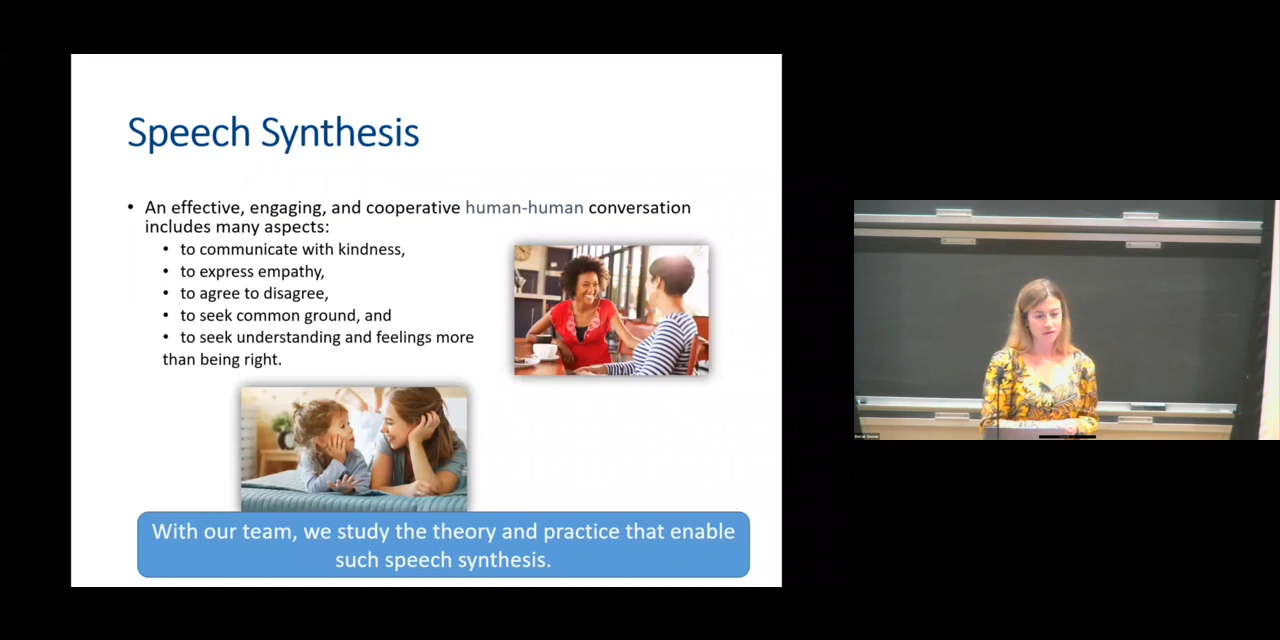 Speech Synthesis
• An effective, engaging, and cooperative human-human conversation
includes many aspects:
• to communicate with kindness,
• to express empathy,
• to agree to disagree,
• to seek common ground, and
• to seek understanding and feelings more
than being right.
With our team, we study the theory and practice that enable
such speech synthesis.